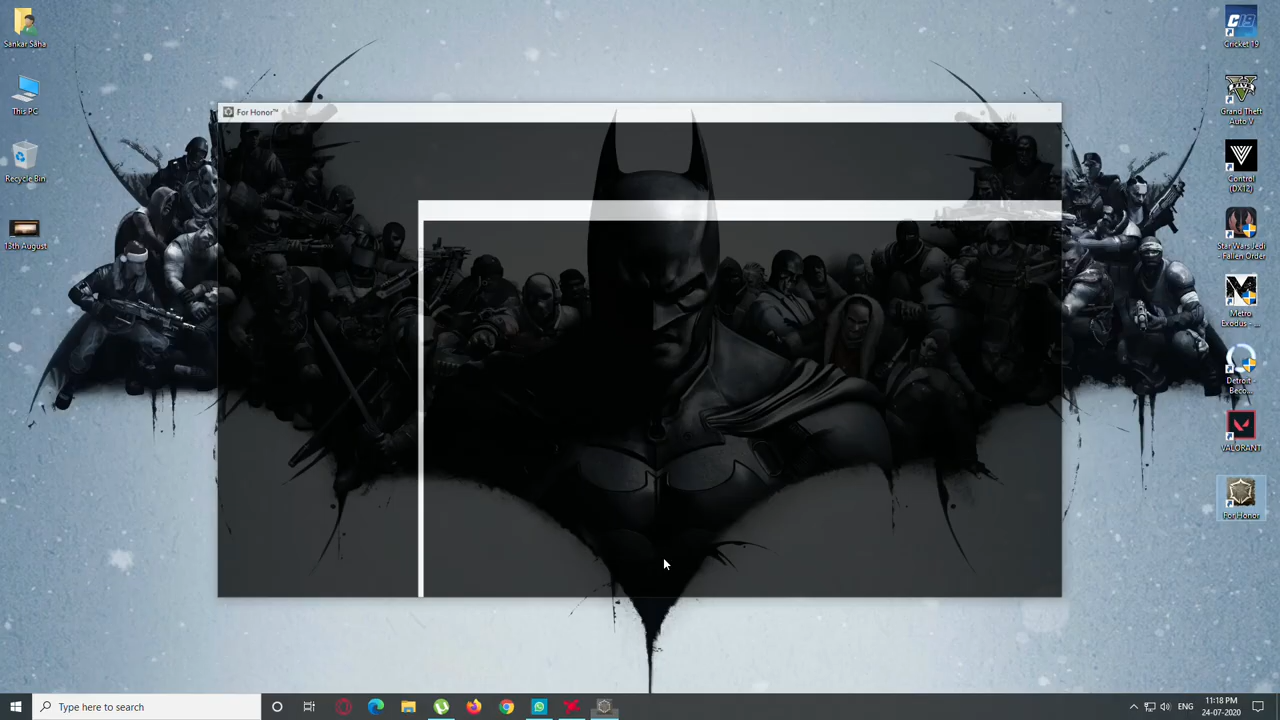 Sankar Saha
This PC
Recycle Bin
13th August
For Honor™
C19
Cricket 19
Grand Theft
Auto V
Control
(DX12)
Star Wars Jedi
- Fallen Order
Metro
Exodus - ...
Detroit -
Beco...
VALORANT
For Honor
Type here to search
ENG
11:18 PM
24-07-2020